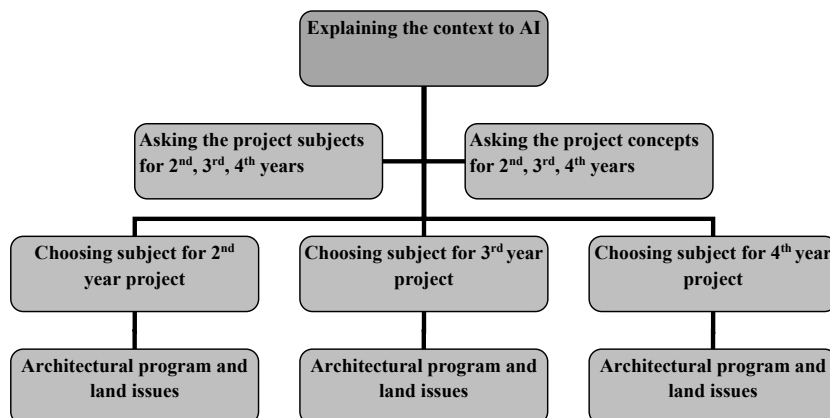 Explaining the context to AI
Asking the project subjects
for 2nd, 3rd, 4th years
Asking the project concepts
for 2nd, 3rd, 4th years
Choosing subject for 2nd
year project
Choosing subject for 3rd year
project
Choosing subject for 4th year
project
Architectural program and
land issues
Architectural program and
land issues
Architectural program and
land issues